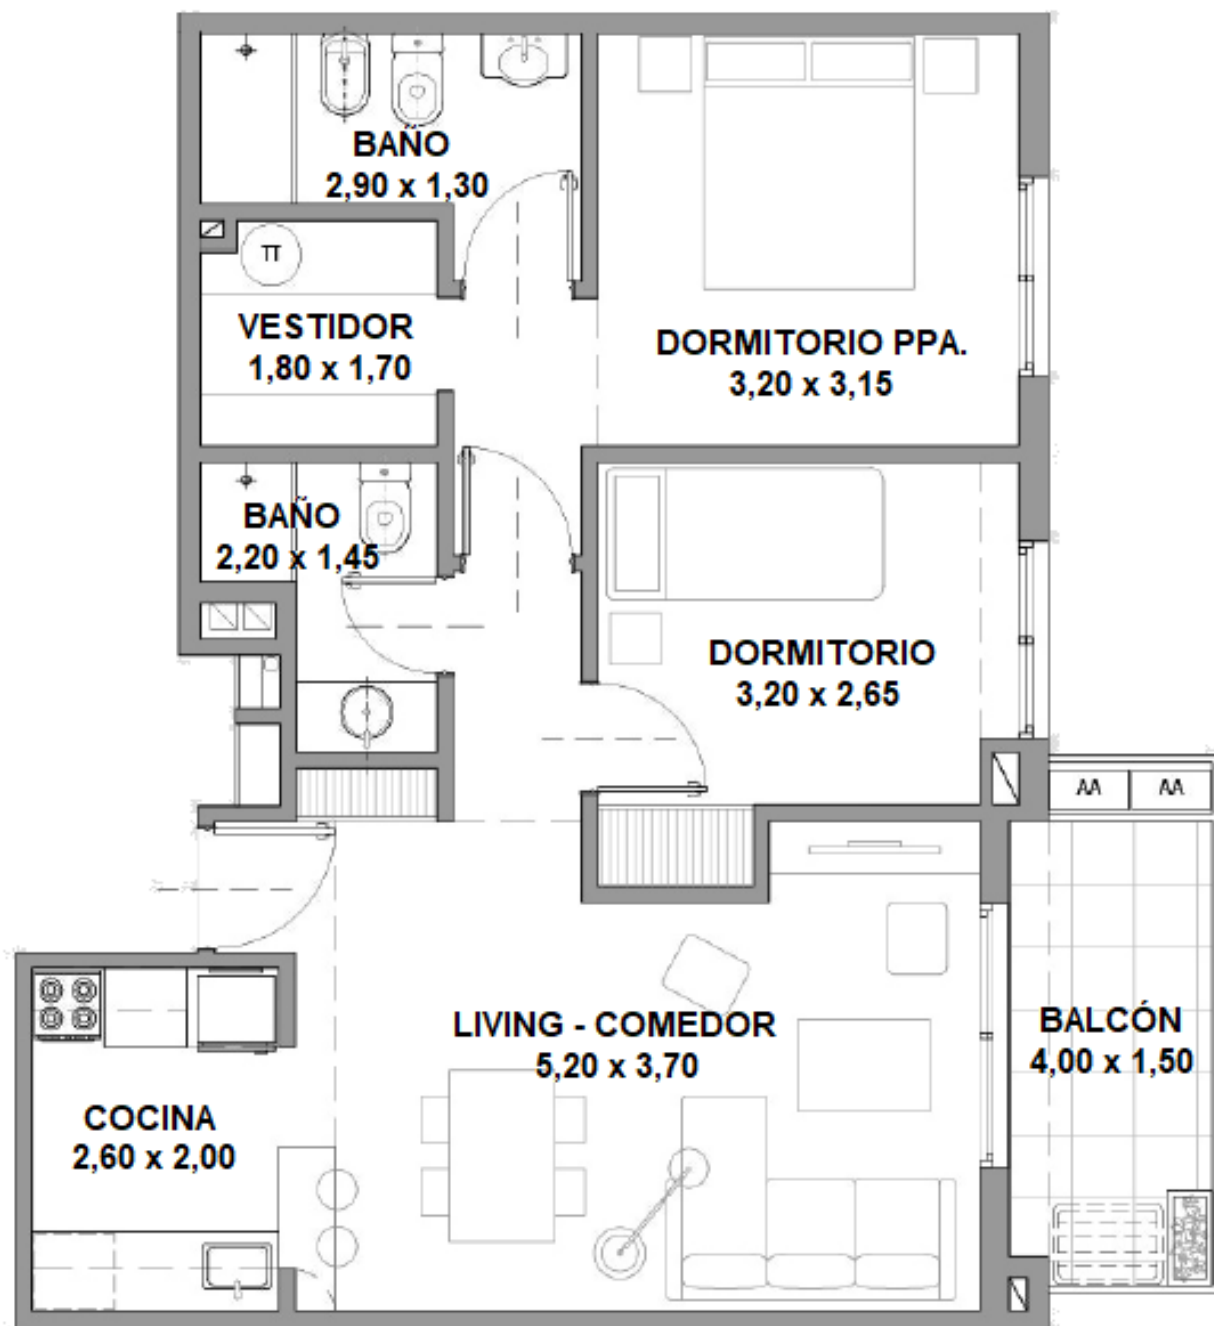 BAÑO
2,90 x 1,30
TT
VESTIDOR
1,80 x 1,70
DORMITORIO PPA.
3,20 x 3,15
BAÑO
2,20 x 1,45
DORMITORIO
3,20 x 2,65
AA
AA
LIVING - COMEDOR
5,20 x 3,70
BALCÓN
4,00 x 1,50
COCINA
2,60 x 2,00